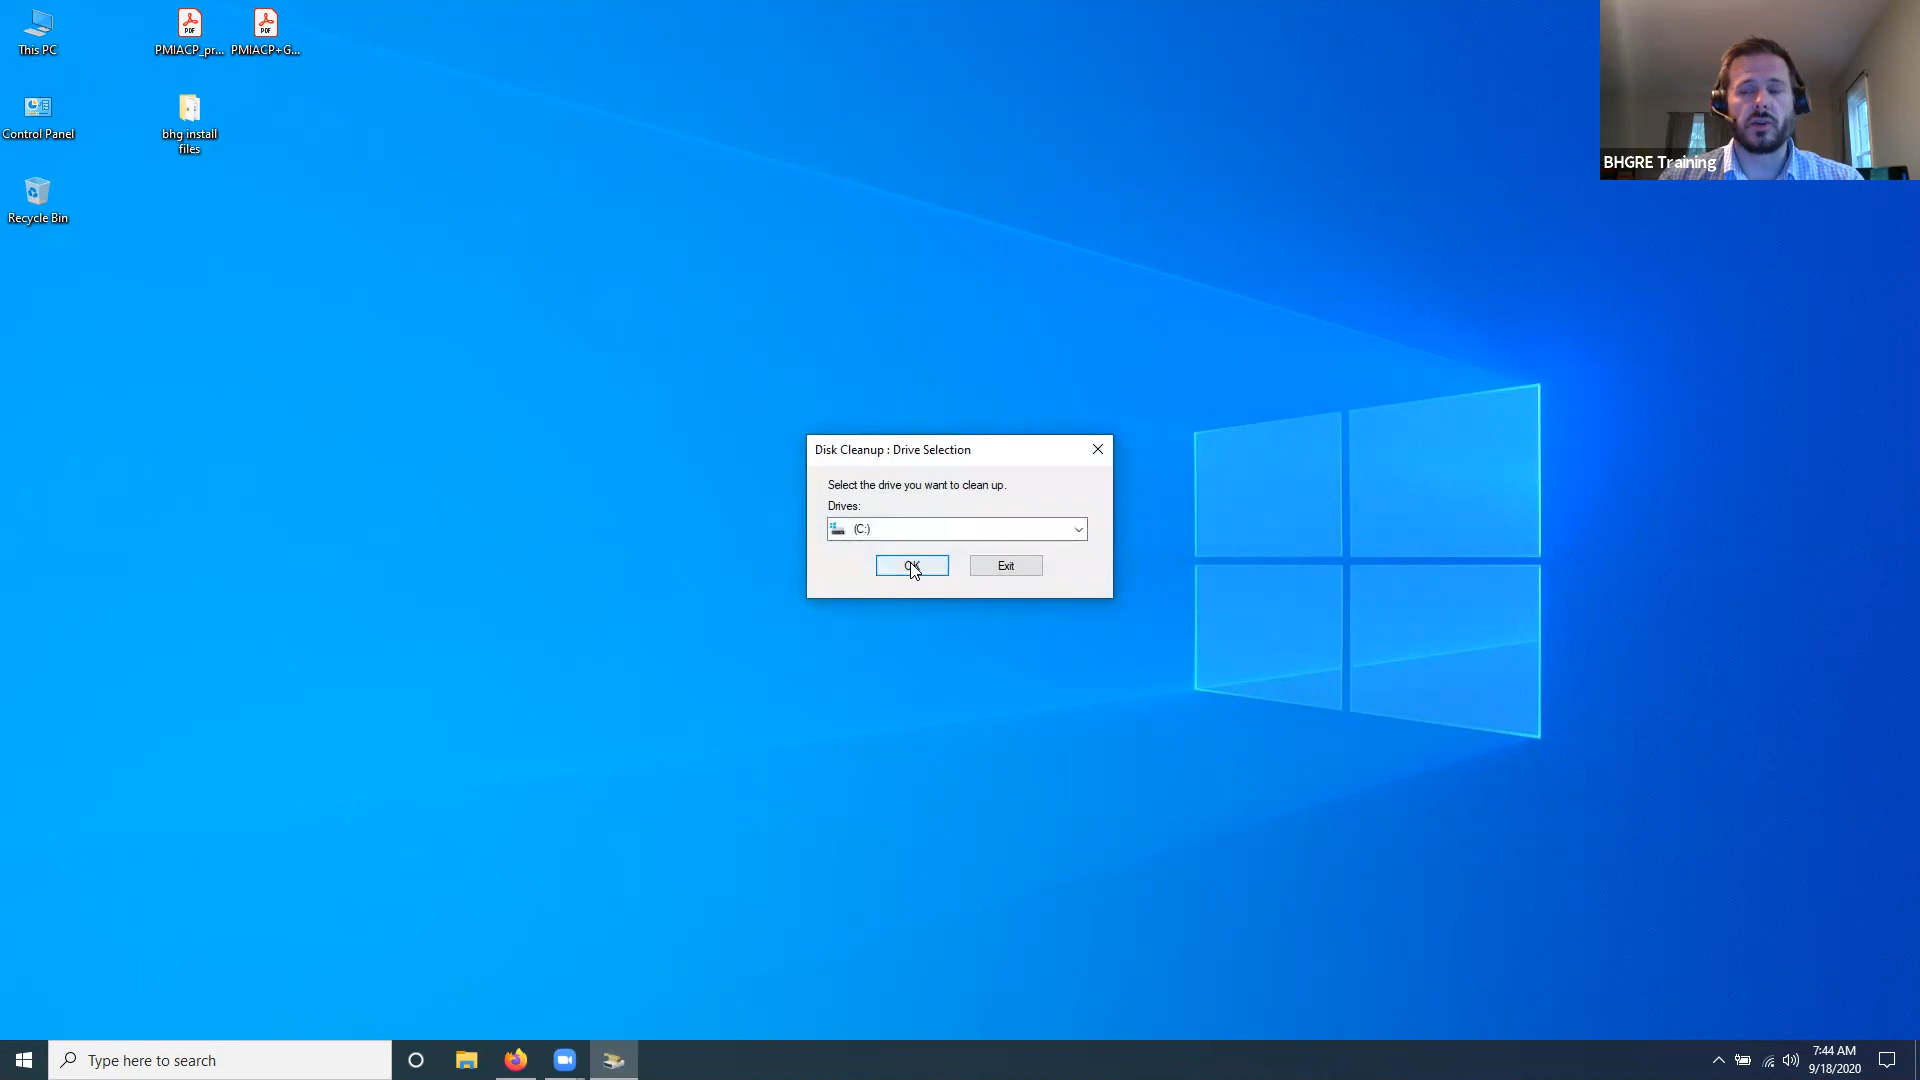 This PC
PMIACP_pr...
PMIACP+G...
Control Panel
bhg install
files
Recycle Bin
BHGRE Training
Disk Cleanup : Drive Selection
Select the drive you want to clean up.
Drives:
(C:)
OK
Exit
Type here to search
7:44 AM
9/18/2020